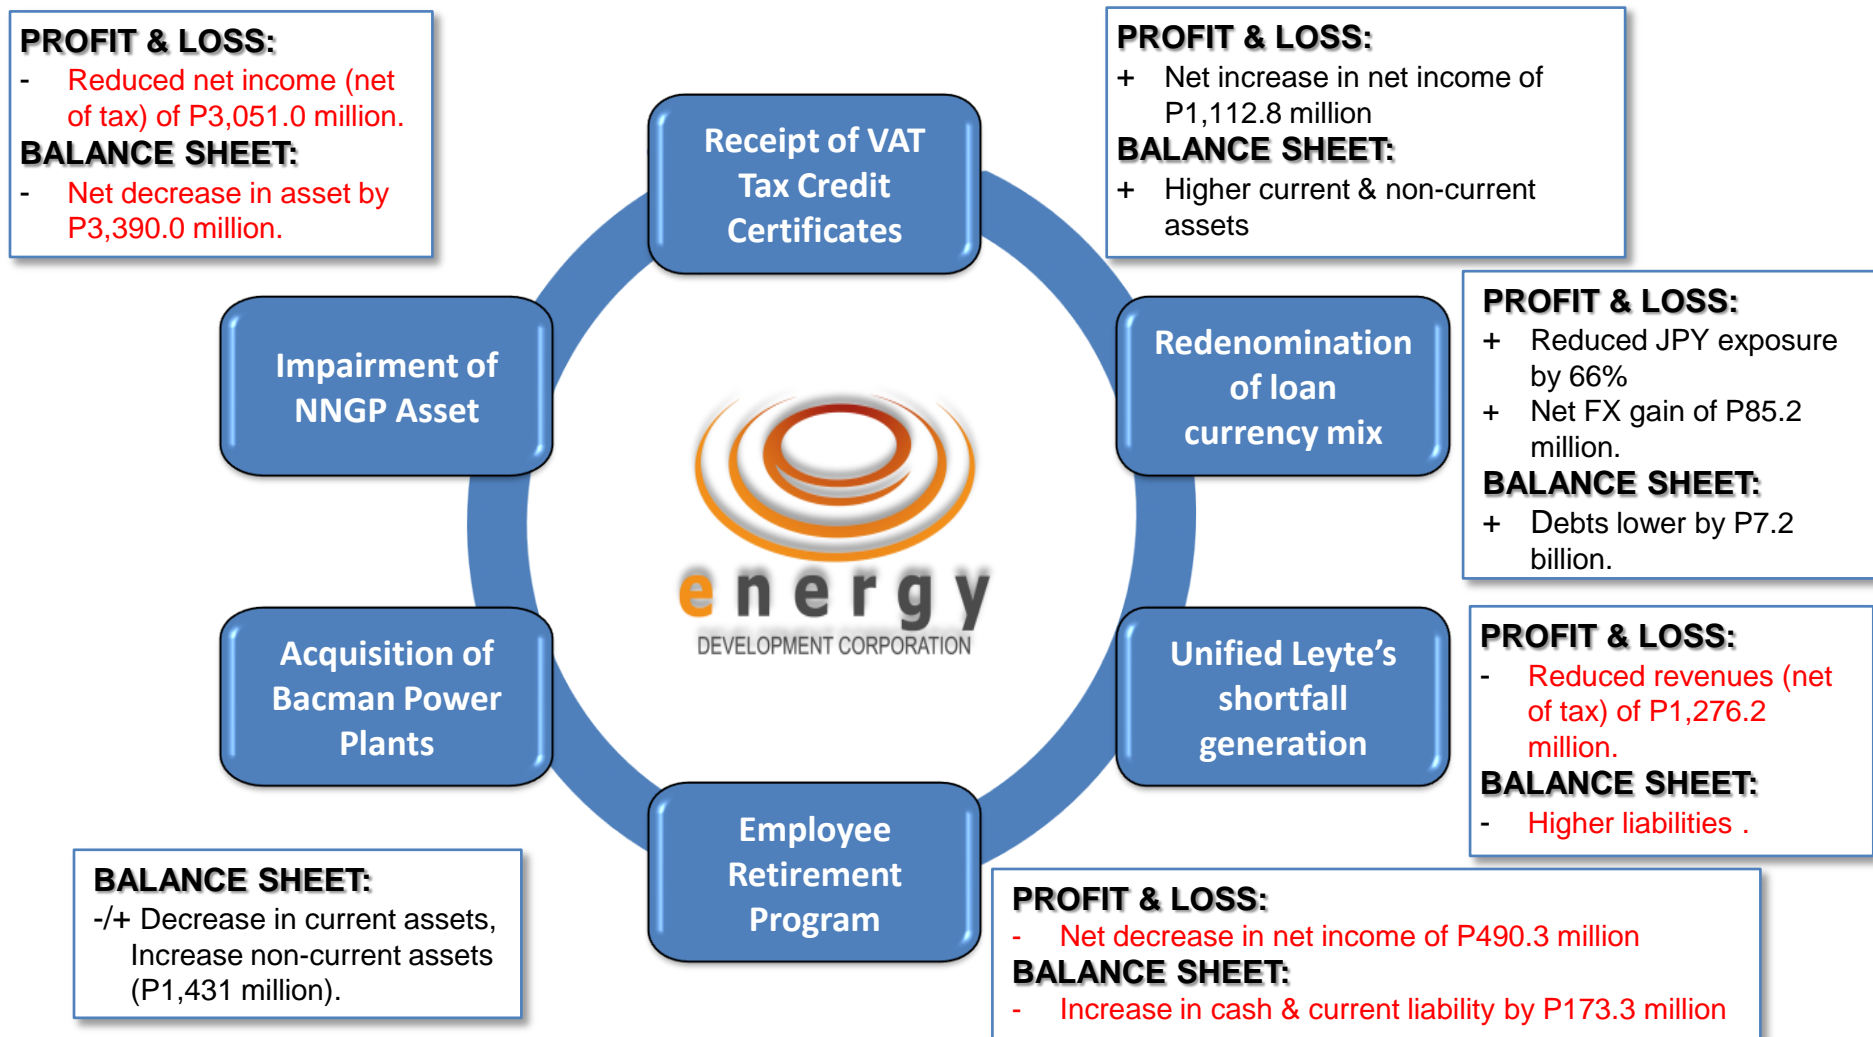 PROFIT & LOSS:
- Reduced net income (net
of tax) of P3,051.0 million.
BALANCE SHEET:
- Net decrease in asset by
P3,390.0 million.
Receipt of VAT
Tax Credit
Certificates
PROFIT & LOSS:
+ Net increase in net income of
P1,112.8 million
BALANCE SHEET:
+ Higher current & non-current
assets
Impairment of
NNGP Asset
Redenomination
of loan
currency mix
PROFIT & LOSS:
+ Reduced JPY exposure
by 66%
+ Net FX gain of P85.2
million.
BALANCE SHEET:
+ Debts lower by P7.2
billion.
energy
DEVELOPMENT CORPORATION
Acquisition of
Bacman Power
Plants
Unified Leyte’s
shortfall
generation
PROFIT & LOSS:
- Reduced revenues (net
of tax) of P1,276.2
million.
BALANCE SHEET:
- Higher liabilities .
Employee
Retirement
Program
BALANCE SHEET:
-/+ Decrease in current assets,
Increase non-current assets
(P1,431 million).
PROFIT & LOSS:
- Net decrease in net income of P490.3 million
BALANCE SHEET:
- Increase in cash & current liability by P173.3 million